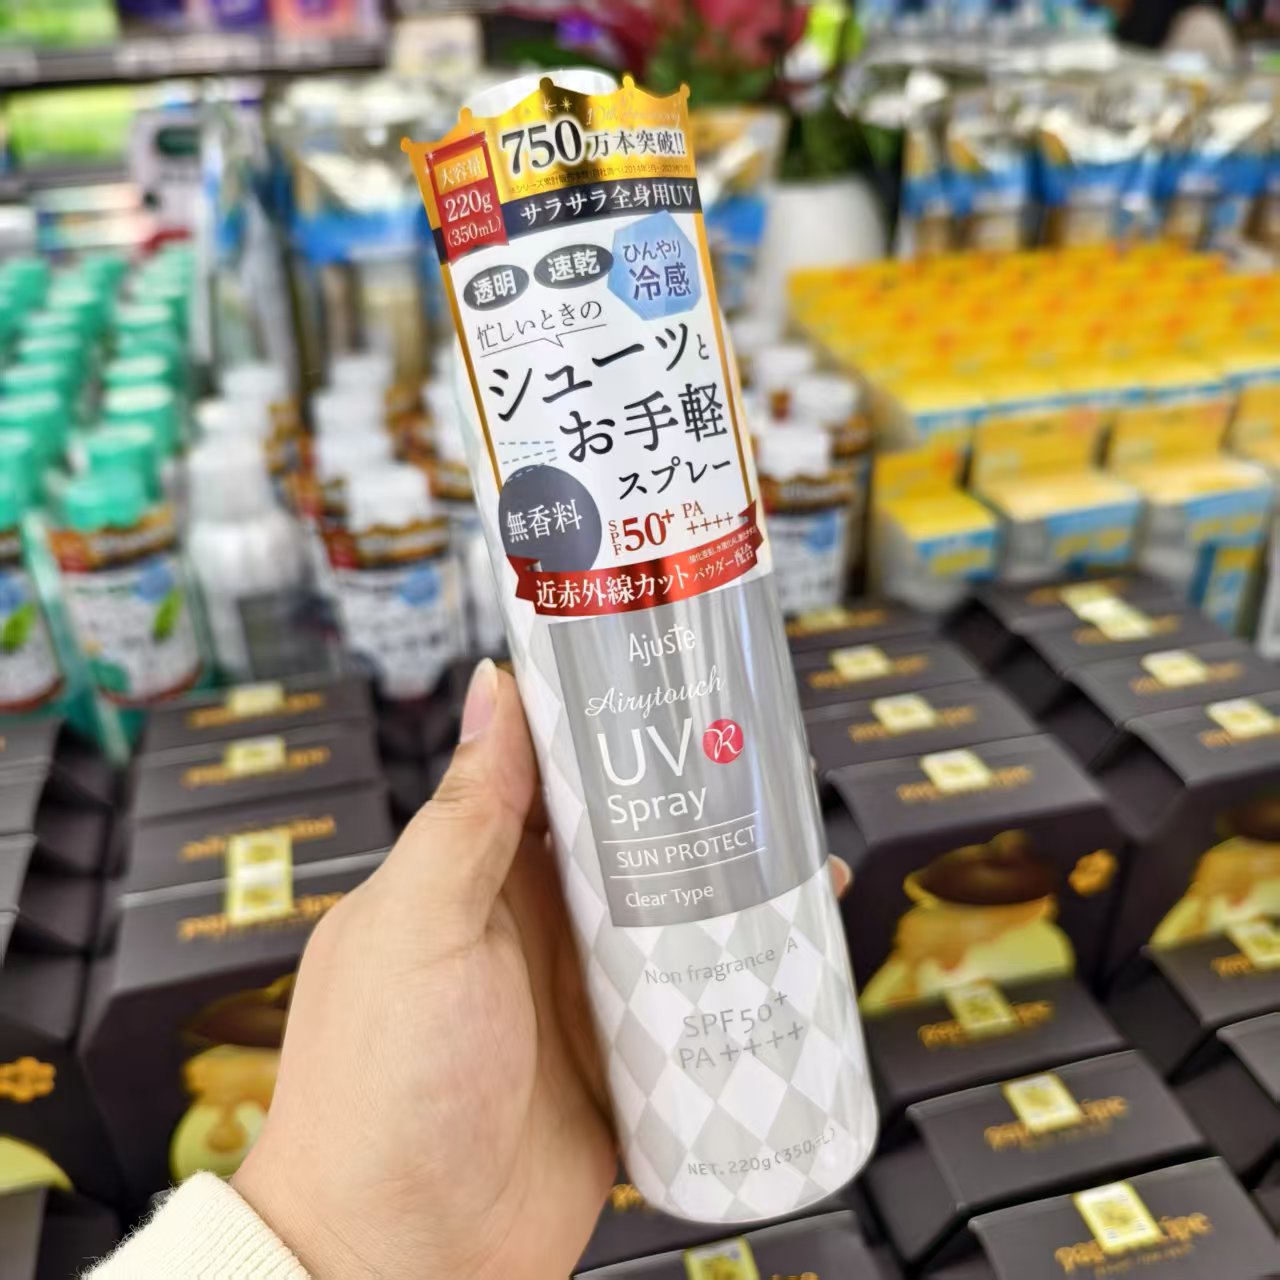 750万本突破!!
大容量
220g
(350mL)
サラサラ全身用UV
透明
速乾
ひんやり
冷感
忙しいときの
シューッと
お手軽
スプレー
無香料
SPF50+ PA++++
近赤外線カット
パウダー配合
Ajuste
Airytouch
UV R
Spray
SUN PROTECT
Clear Type
Non fragrance A
SPF50+
PA++++
NET.220g(350mL)